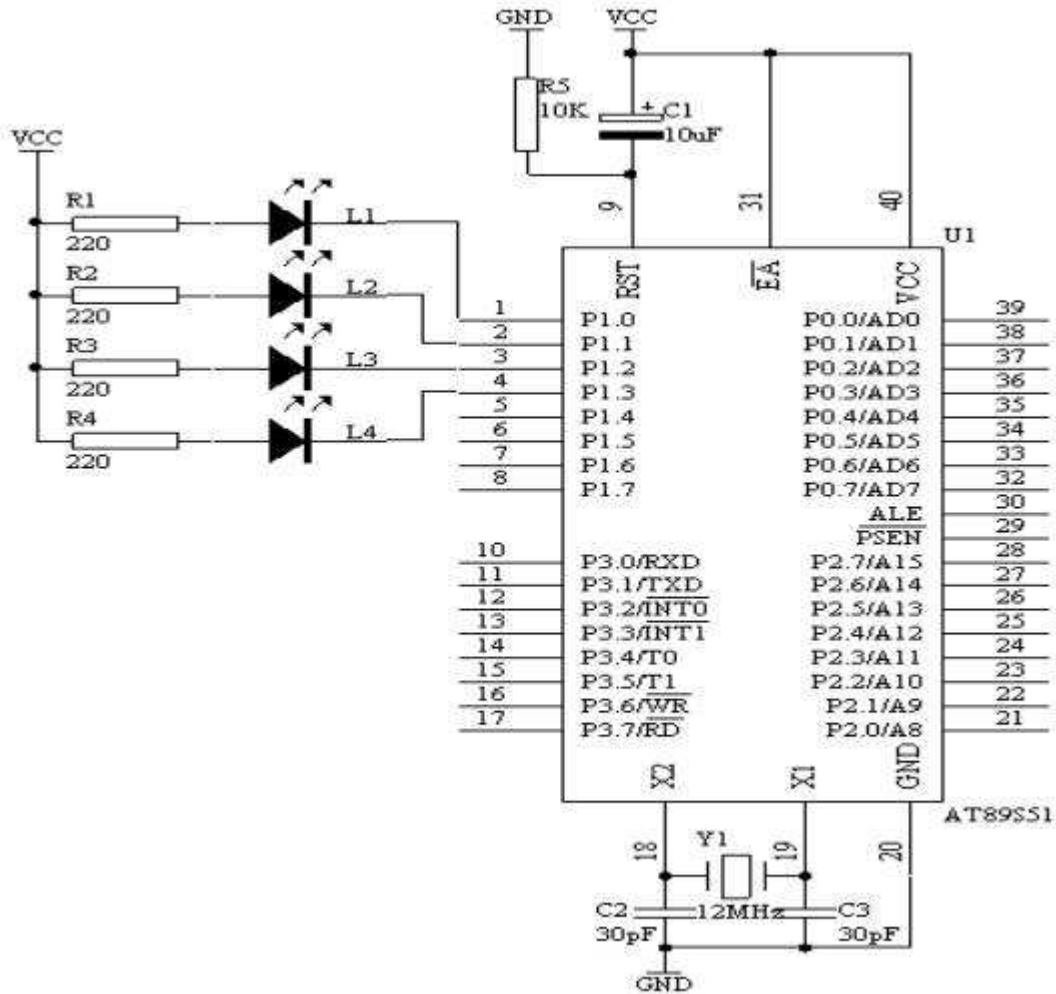 GND VCC
R5
10K
+ C1
10uF
VCC
R1
220
L1
R2
220
L2
R3
220
L3
R4
220
L4
9 31 40
U1
RST EA VCC
1 P1.0 P0.0/AD0 39
2 P1.1 P0.1/AD1 38
3 P1.2 P0.2/AD2 37
4 P1.3 P0.3/AD3 36
5 P1.4 P0.4/AD4 35
6 P1.5 P0.5/AD5 34
7 P1.6 P0.6/AD6 33
8 P1.7 P0.7/AD7 32
ALE 30
PSEN 29
10 P3.0/RXD P2.7/A15 28
11 P3.1/TXD P2.6/A14 27
12 P3.2/INT0 P2.5/A13 26
13 P3.3/INT1 P2.4/A12 25
14 P3.4/T0 P2.3/A11 24
15 P3.5/T1 P2.2/A10 23
16 P3.6/WR P2.1/A9 22
17 P3.7/RD P2.0/A8 21
X2 X1 GND
AT89S51
18 Y1 19 20
C2 12MHz C3
30pF 30pF
GND